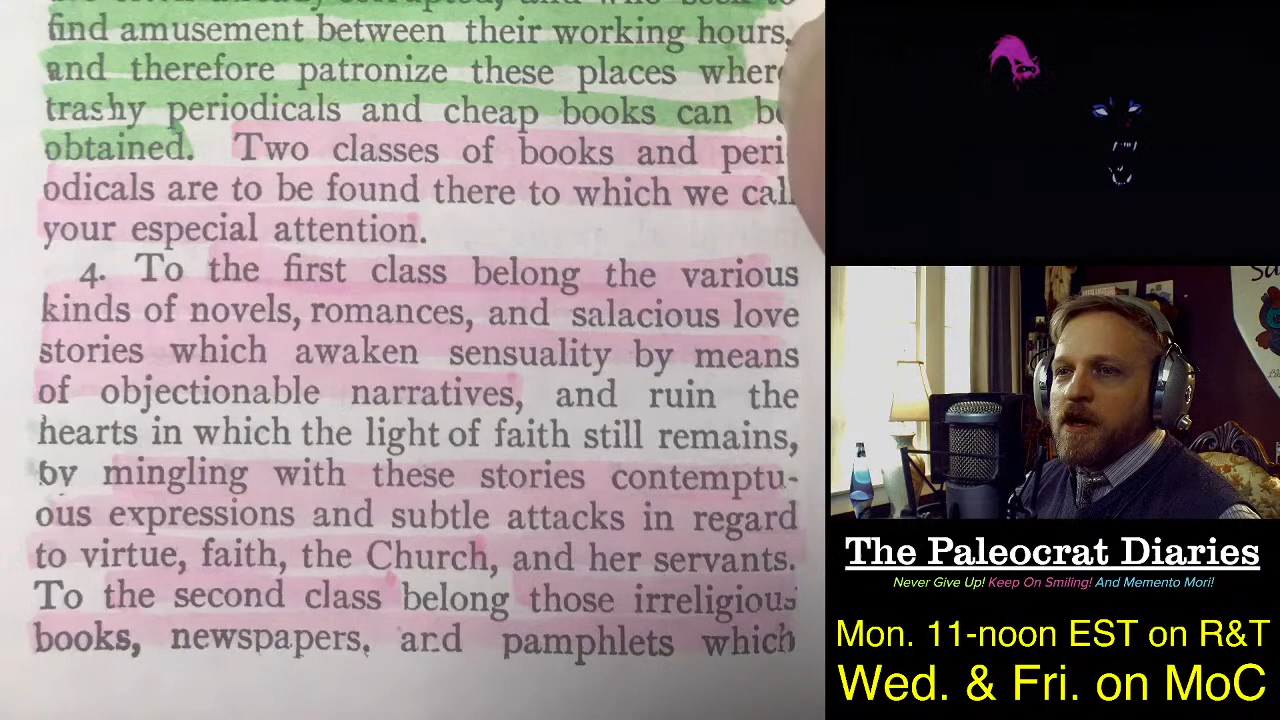 find amusement between their working hours,
and therefore patronize these places where
trashy periodicals and cheap books can be
obtained. Two classes of books and peri
odicals are to be found there to which we call
your especial attention.
4. To the first class belong the various
kinds of novels, romances, and salacious love
stories which awaken sensuality by means
of objectionable narratives, and ruin the
hearts in which the light of faith still remains,
by mingling with these stories contemptu-
ous expressions and subtle attacks in regard
to virtue, faith, the Church, and her servants.
To the second class belong those irreligious
books, newspapers, and pamphlets which
The Paleocrat Diaries
Never Give Up! Keep On Smiling! And Memento Mori!
Mon. 11-noon EST on R&T
Wed. & Fri. on MoC